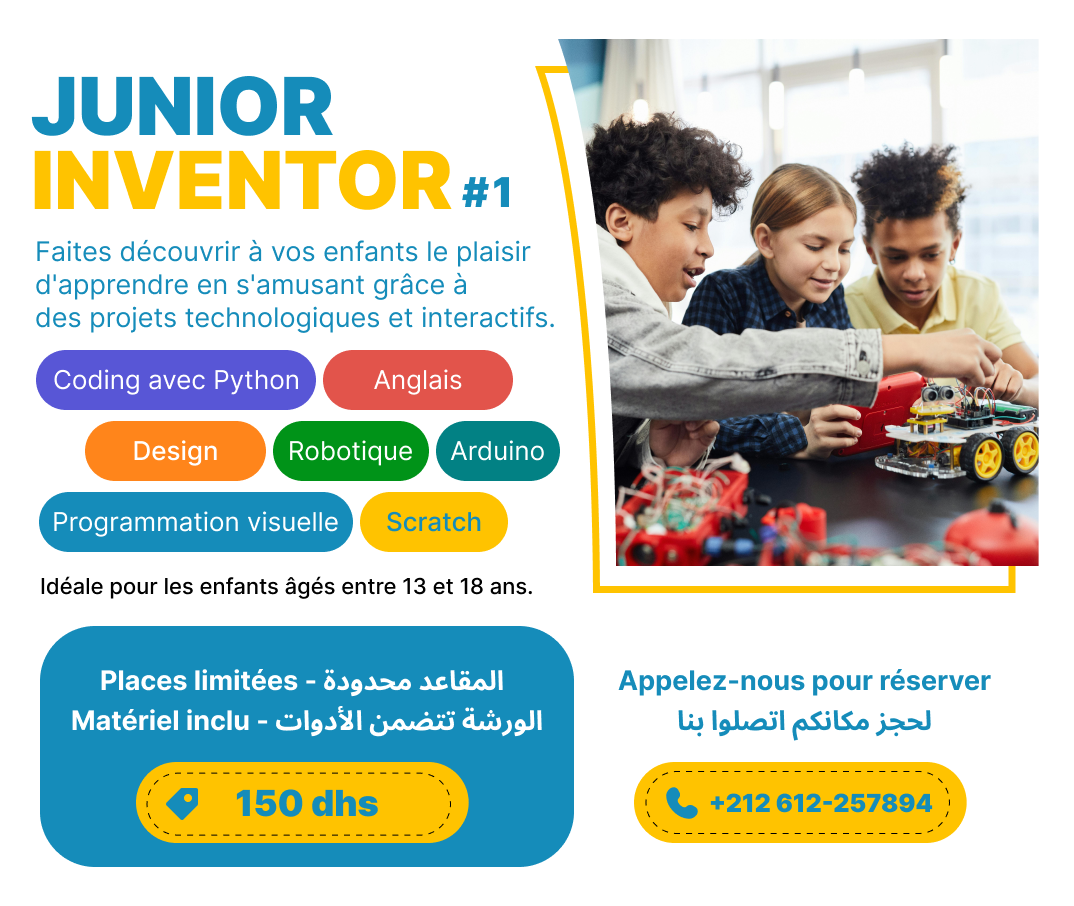 JUNIOR
INVENTOR #1
Faites découvrir à vos enfants le plaisir
d'apprendre en s'amusant grâce à
des projets technologiques et interactifs.
Coding avec Python Anglais
Design Robotique Arduino
Programmation visuelle Scratch
Idéale pour les enfants âgés entre 13 et 18 ans.
Places limitées - المقاعد محدودة
Matériel inclu - الورشة تتضمن الأدوات
150 dhs
Appelez-nous pour réserver
لحجز مكانكم اتصلوا بنا
+212 612-257894